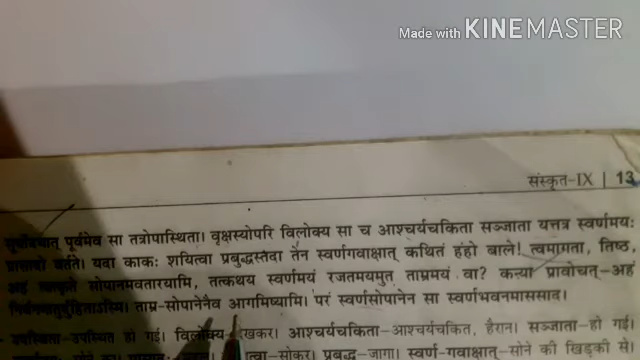 Made with KINEMASTER
संस्कृत-IX | 13
सूर्योदयात् पूर्वमेव सा तत्रोपास्थिता। वृक्षस्योपरि विलोक्य सा च आश्चर्यचकिता सञ्जाता यत्तत्र स्वर्णमयः
प्रासादो वर्तते। यदा काकः शयित्वा प्रबुद्धस्तदा तेन स्वर्णगवाक्षात् कथितं हंहो बाले! त्वमागता, तिष्ठ,
अहं त्वत्कृते सोपानमवतारयामि, तत्कथय स्वर्णमयं रजतमयमुत ताम्रमयं वा? कन्या प्रावोचत्-अहं
निर्धनमातुर्दुहिताऽस्मि। ताम्र-सोपानेनैव आगमिष्यामि। परं स्वर्णसोपानेन सा स्वर्णभवनमाससाद।
उपस्थिता-उपस्थित हो गई। विलोक्य देखकर। आश्चर्यचकिता-आश्चर्यचकित, हैरान। सञ्जाता-हो गई।
सोकर। प्रबुद्ध-जागा। स्वर्ण-गवाक्षात्-सोने की खिड़की से।